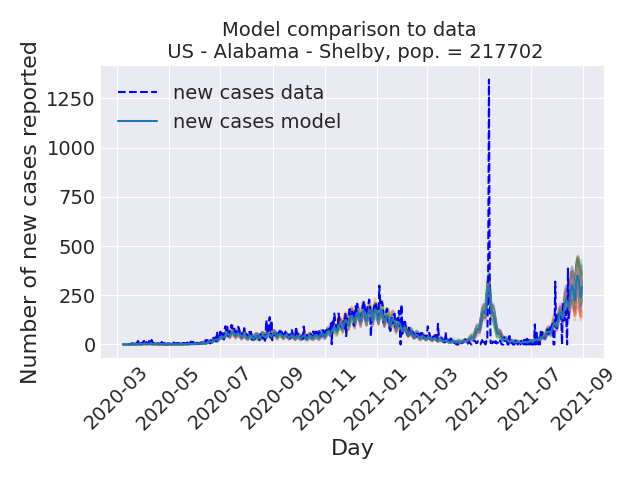 Model comparison to data
US - Alabama - Shelby, pop. = 217702
Number of new cases reported
1250
1000
750
500
250
0
new cases data
new cases model
2020-03
2020-05
2020-07
2020-09
2020-11
2021-01
2021-03
2021-05
2021-07
2021-09
Day